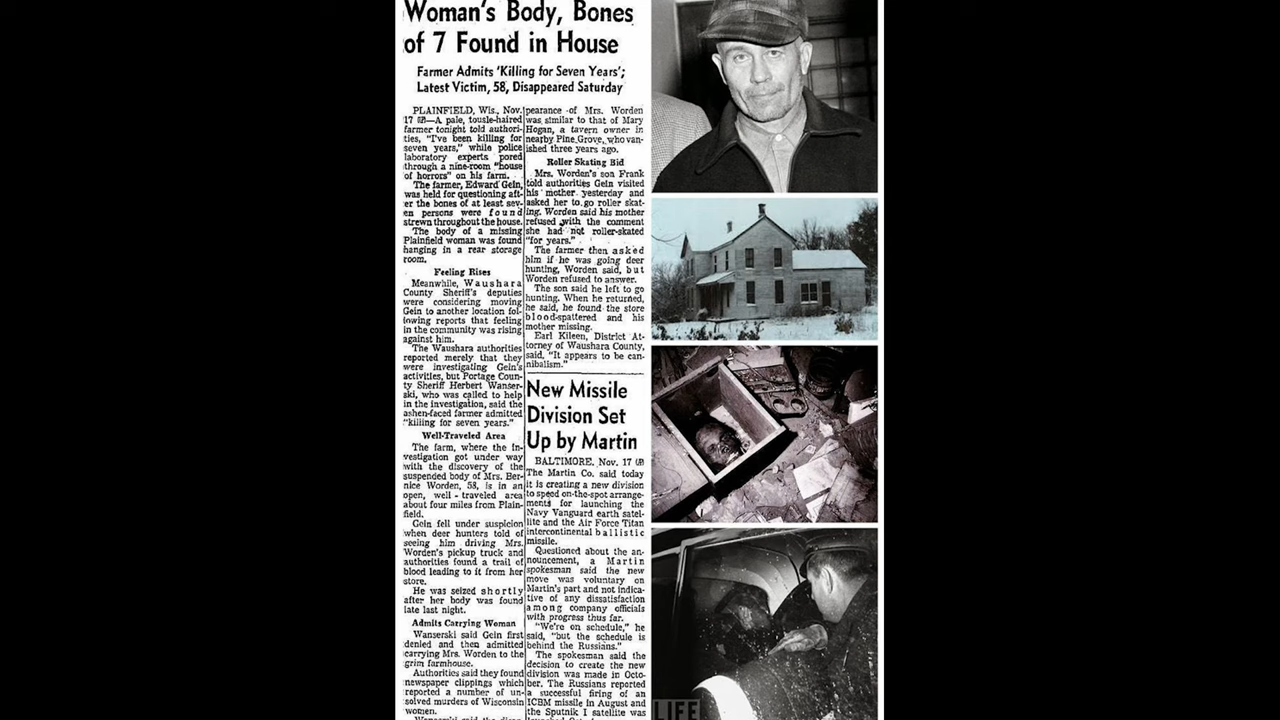 Woman's Body, Bones
of 7 Found in House
Farmer Admits 'Killing for Seven Years';
Latest Victim, 58, Disappeared Saturday
PLAINFIELD, Wis., Nov.
17 (AP)—A pale, tousle-haired
farmer tonight told authori-
ties, "I've been killing for
seven years," while police
laboratory experts pored
through a nine-room "house
of horrors" on his farm.
The farmer, Edward Gein,
was held for questioning aft-
er the bones of at least sev-
en persons were found
strewn throughout the house.
The body of a missing
Plainfield woman was found
hanging in a rear storage
room.
Feeling Rises
Meanwhile, Waushara
County Sheriff's deputies
were considering moving
Gein to another location fol-
lowing reports that feeling
in the community was rising
against him.
The Waushara authorities
reported merely that they
were investigating Gein's
activities, but Portage Coun-
ty Sheriff Herbert Wanser-
ski, who was called to help
in the investigation, said the
ashen-faced farmer admitted
"killing for seven years."
Well-Traveled Area
The farm, where the in-
vestigation got under way
with the discovery of the
suspended body of Mrs. Ber-
nice Worden, 58, is in an
open, well-traveled area
about four miles from Plain-
field.
Gein fell under suspicion
when deer hunters told of
seeing him driving Mrs.
Worden's pickup truck and
authorities found a trail of
blood leading to it from her
store.
He was seized shortly
after her body was found
late last night.
Admits Carrying Woman
Wanserski said Gein first
denied and then admitted
carrying Mrs. Worden to the
grim farmhouse.
Authorities said they found
newspaper clippings which
reported a number of un-
solved murders of Wisconsin
women.
pearance of Mrs. Worden
was similar to that of Mary
Hogan, a tavern owner in
nearby Pine Grove, who van-
ished three years ago.
Roller Skating Bid
Mrs. Worden's son Frank
told authorities Gein visited
his mother yesterday and
asked her to go roller skat-
ing. Worden said his mother
refused with the comment
she had not roller-skated
"for years."
The farmer then asked
him if he was going deer
hunting, Worden said, but
Worden refused to answer.
The son said he left to go
hunting. When he returned,
he said, he found the store
blood-spattered and his
mother missing.
Earl Kileen, District At-
torney of Waushara County,
said, "It appears to be can-
nibalism."
New Missile
Division Set
Up by Martin
BALTIMORE, Nov. 17 (AP)
The Martin Co. said today
it is creating a new division
to speed on-the-spot arrange-
ments for launching the
Navy Vanguard earth satel-
lite and the Air Force Titan
intercontinental ballistic
missile.
Questioned about the an-
nouncement, a Martin
spokesman said the new
move was voluntary on
Martin's part and not indica-
tive of any dissatisfaction
among company officials
with progress thus far.
"We're on schedule," he
said, "but the schedule is
behind the Russians."
The spokesman said the
decision to create the new
division was made in Octo-
ber. The Russians reported
a successful firing of an
ICBM missile in August and
the Sputnik I satellite was
LIFE